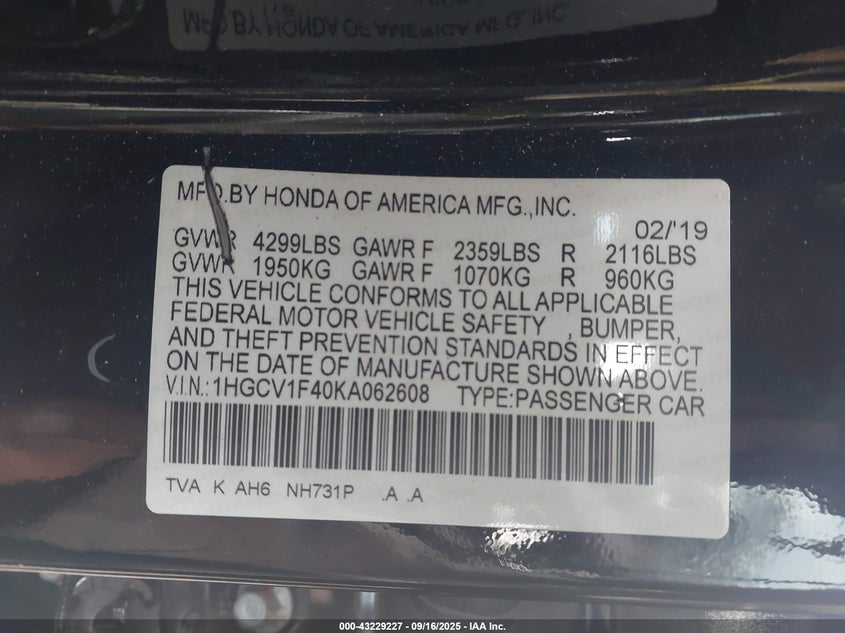 MFD.BY HONDA OF AMERICA MFG.,INC.
02/'19
GVWR 4299LBS GAWR F 2359LBS R 2116LBS
GVWR 1950KG GAWR F 1070KG R 960KG
THIS VEHICLE CONFORMS TO ALL APPLICABLE
FEDERAL MOTOR VEHICLE SAFETY , BUMPER,
AND THEFT PREVENTION STANDARDS IN EFFECT
ON THE DATE OF MANUFACTURE SHOWN ABOVE.
V.I.N.:1HGCV1F40KA062608 TYPE:PASSENGER CAR
TVA K AH6 NH731P .A .A
000-43229227 - 09/16/2025 - IAA Inc.